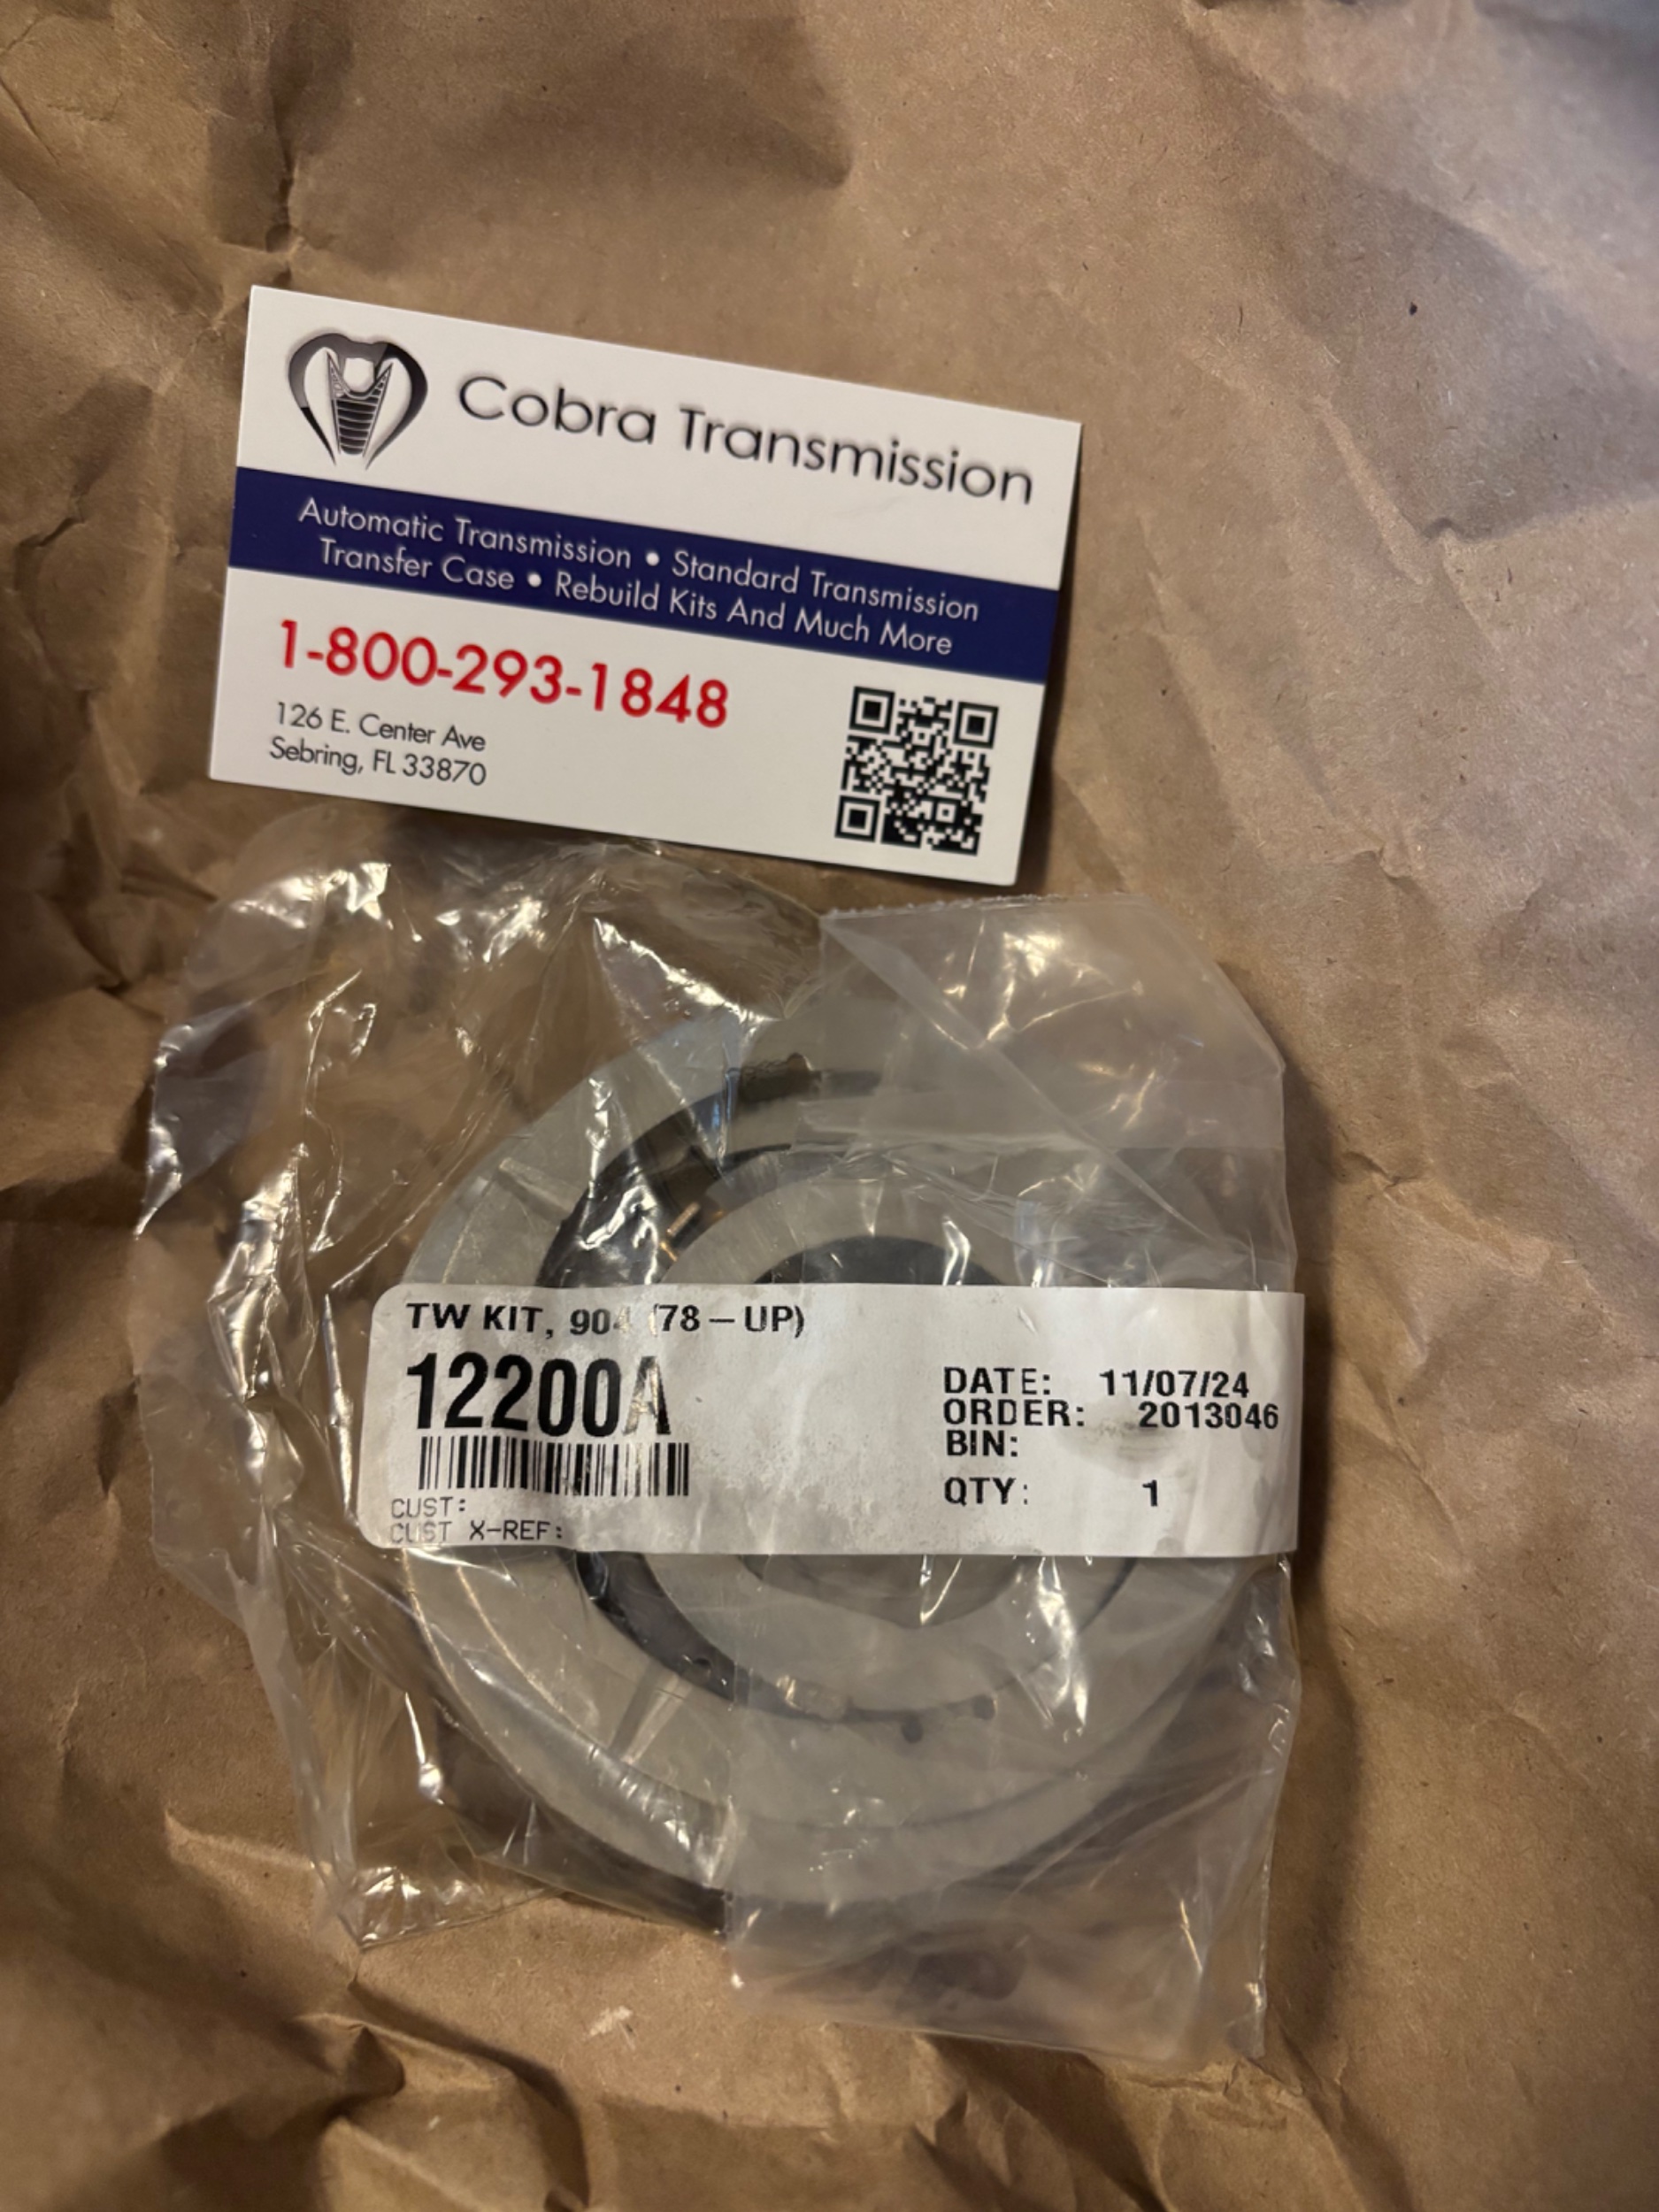 Cobra Transmission
Automatic Transmission • Standard Transmission
Transfer Case • Rebuild Kits And Much More
1-800-293-1848
126 E. Center Ave
Sebring, FL 33870
TW KIT, 904 (78-UP)
12200A
DATE: 11/07/24
ORDER: 2013046
BIN:
QTY: 1
CUST:
CUST X-REF: